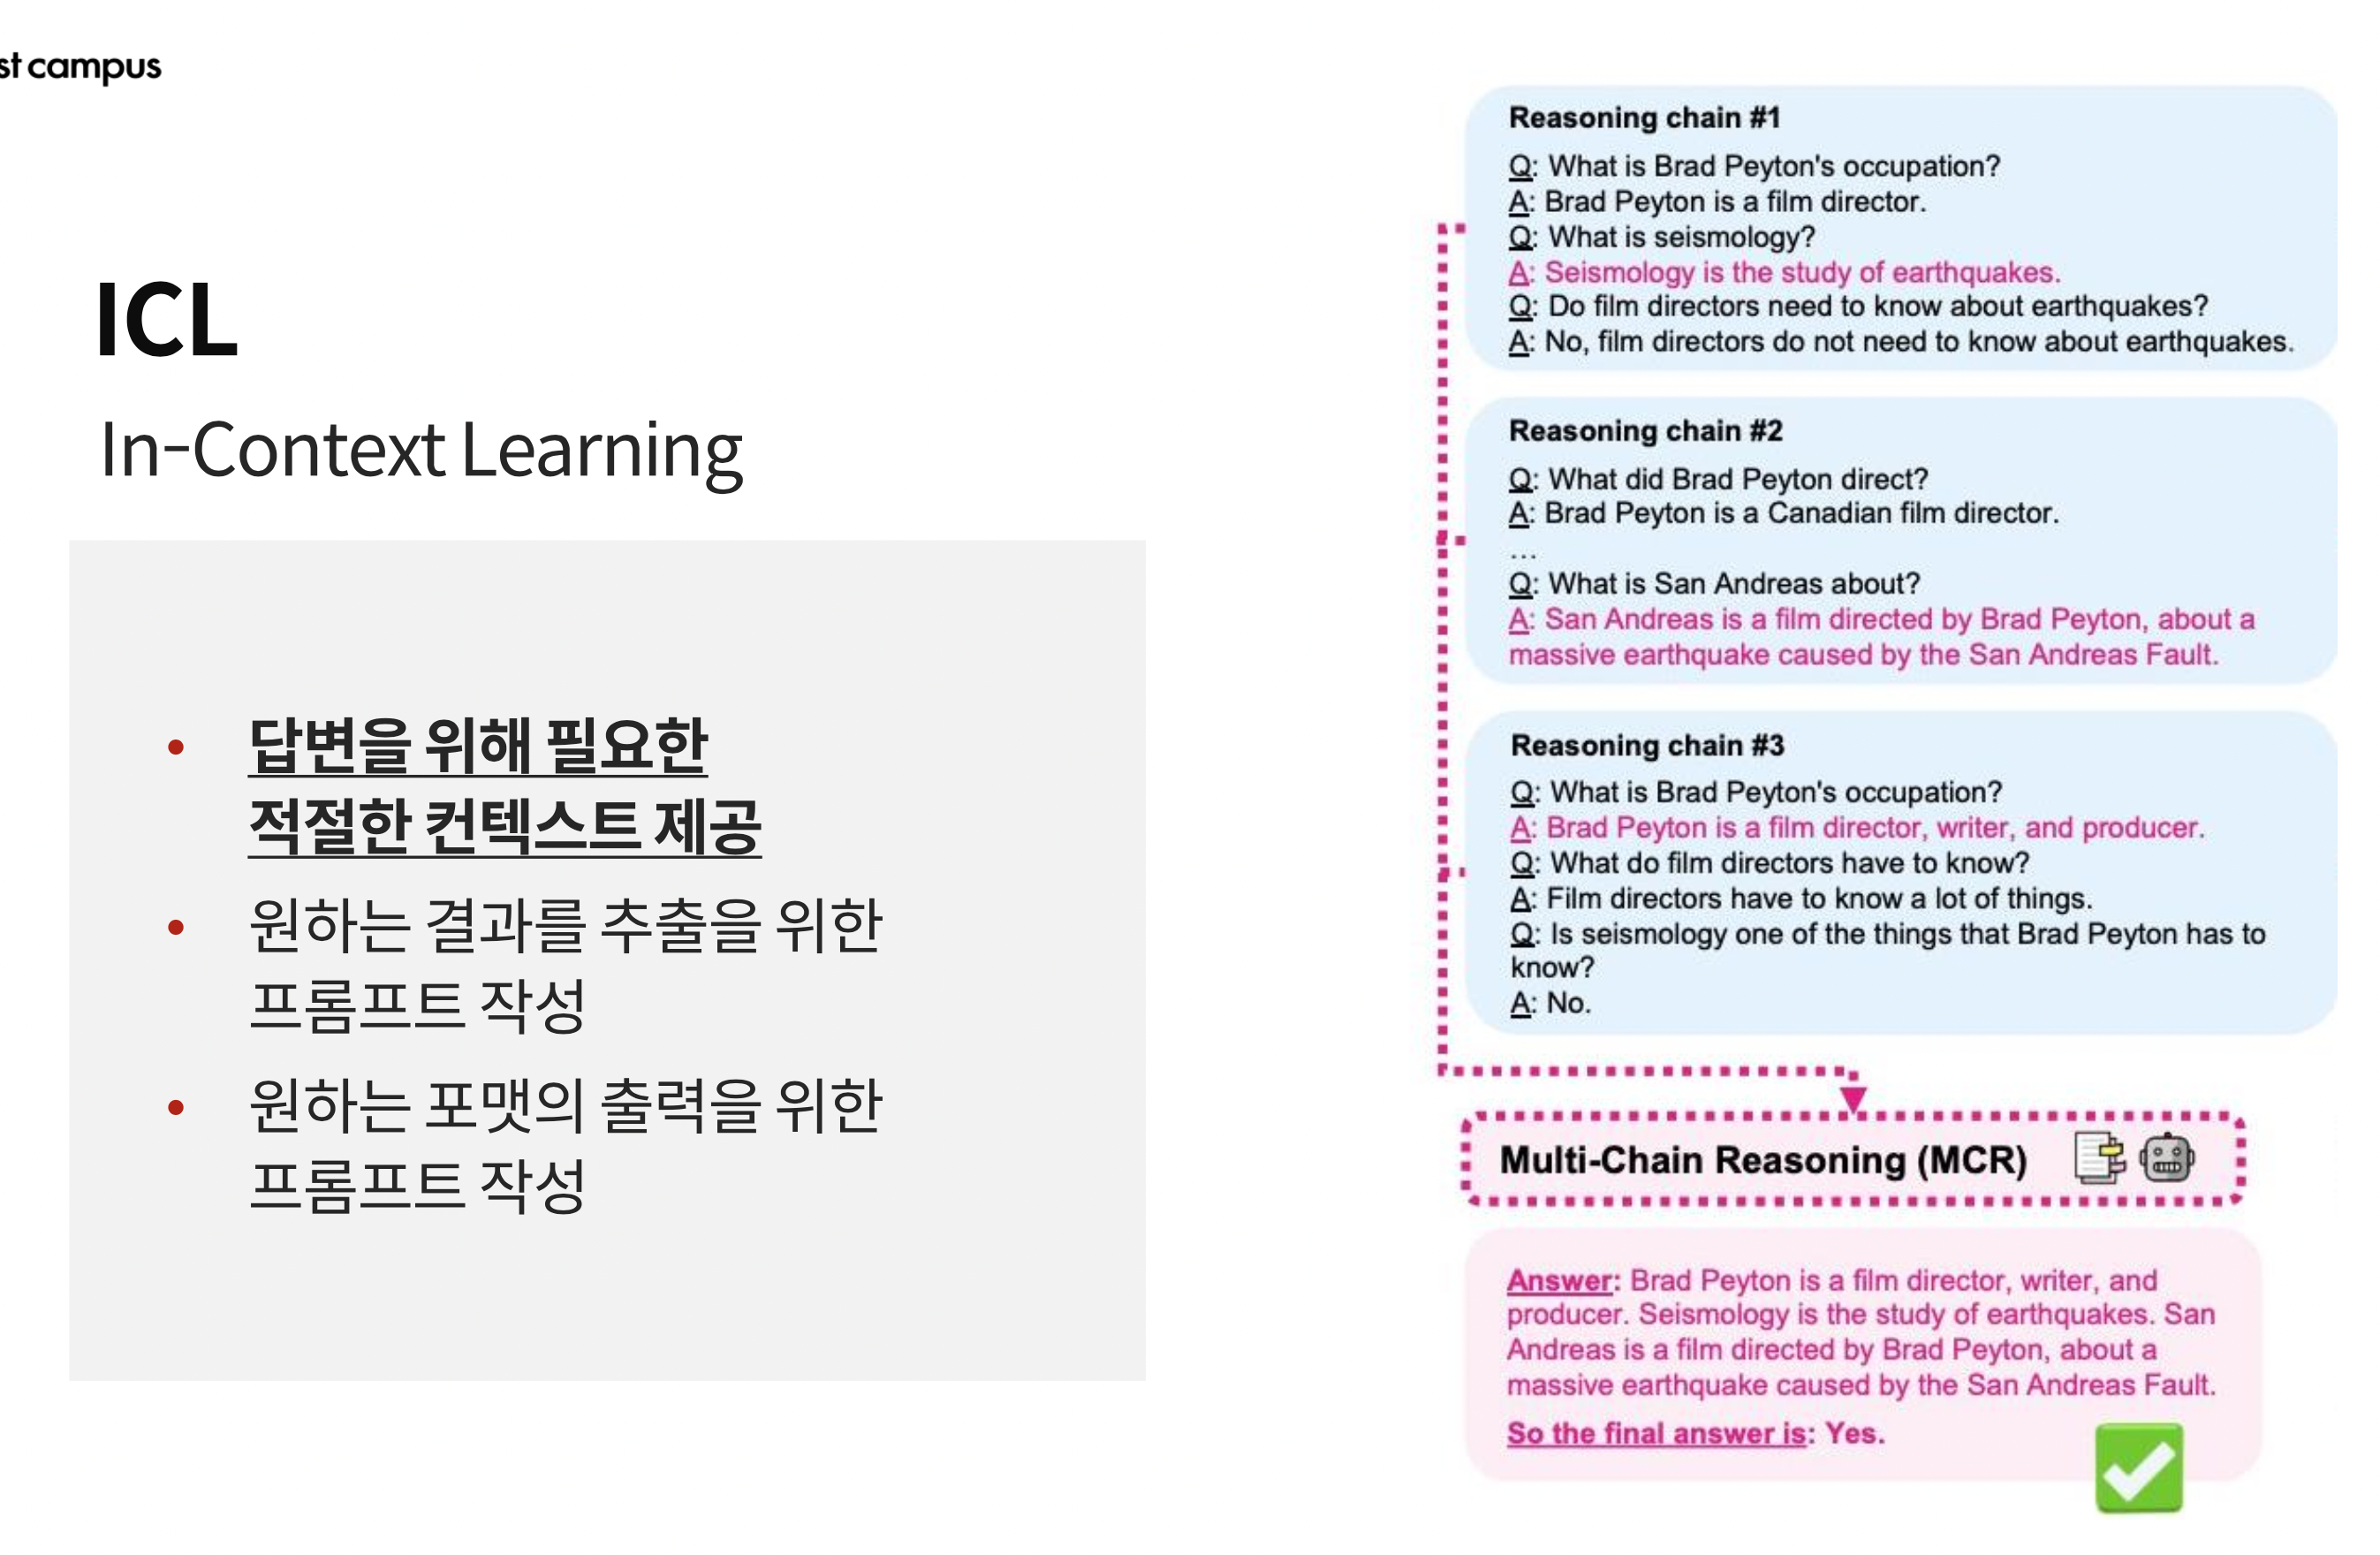 st campus
ICL
In-Context Learning
• 답변을 위해 필요한
적절한 컨텍스트 제공
• 원하는 결과를 추출을 위한
프롬프트 작성
• 원하는 포맷의 출력을 위한
프롬프트 작성
Reasoning chain #1
Q: What is Brad Peyton's occupation?
A: Brad Peyton is a film director.
Q: What is seismology?
A: Seismology is the study of earthquakes.
Q: Do film directors need to know about earthquakes?
A: No, film directors do not need to know about earthquakes.
Reasoning chain #2
Q: What did Brad Peyton direct?
A: Brad Peyton is a Canadian film director.
...
Q: What is San Andreas about?
A: San Andreas is a film directed by Brad Peyton, about a
massive earthquake caused by the San Andreas Fault.
Reasoning chain #3
Q: What is Brad Peyton's occupation?
A: Brad Peyton is a film director, writer, and producer.
Q: What do film directors have to know?
A: Film directors have to know a lot of things.
Q: Is seismology one of the things that Brad Peyton has to
know?
A: No.
Multi-Chain Reasoning (MCR)
Answer: Brad Peyton is a film director, writer, and
producer. Seismology is the study of earthquakes. San
Andreas is a film directed by Brad Peyton, about a
massive earthquake caused by the San Andreas Fault.
So the final answer is: Yes.